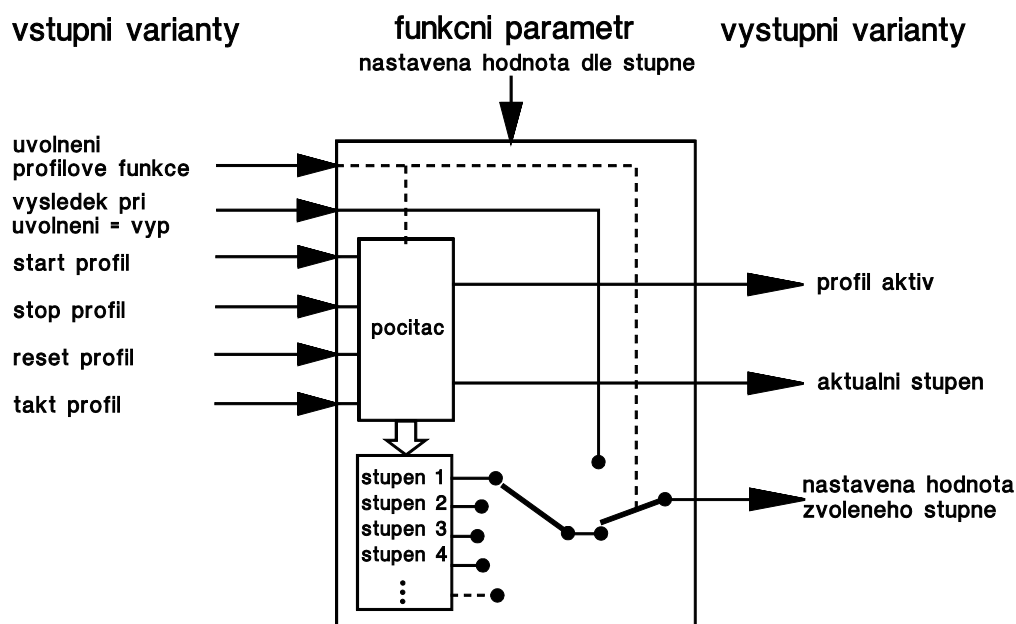 vstupni varianty
funkcni parametr
vystupni varianty
nastavena hodnota dle stupne
uvolneni
profilove funkce
vysledek pri
uvolneni = vyp
start profil
stop profil
reset profil
takt profil
pocitac
profil aktiv
aktualni stupen
stupen 1
stupen 2
stupen 3
stupen 4
nastavena hodnota
zvoleneho stupne